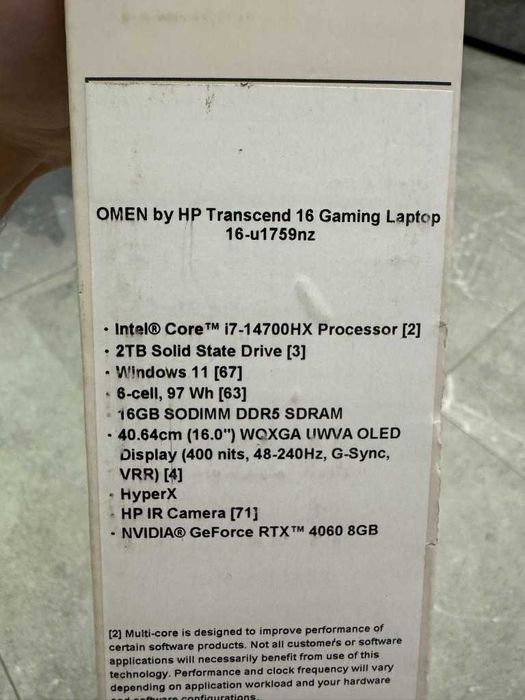 OMEN by HP Transcend 16 Gaming Laptop
16-u1759nz
· Intel® Core™ i7-14700HX Processor [2]
· 2TB Solid State Drive [3]
· Windows 11 [67]
· 6-cell, 97 Wh [63]
· 16GB SODIMM DDR5 SDRAM
· 40.64cm (16.0") WQXGA UWVA OLED
Display (400 nits, 48-240Hz, G-Sync,
VRR) [4]
· HyperX
· HP IR Camera [71]
· NVIDIA® GeForce RTX™ 4060 8GB
[2] Multi-core is designed to improve performance of
certain software products. Not all customers or software
applications will necessarily benefit from use of this
technology. Performance and clock frequency will vary
depending on application workload and your hardware
and software configurations.